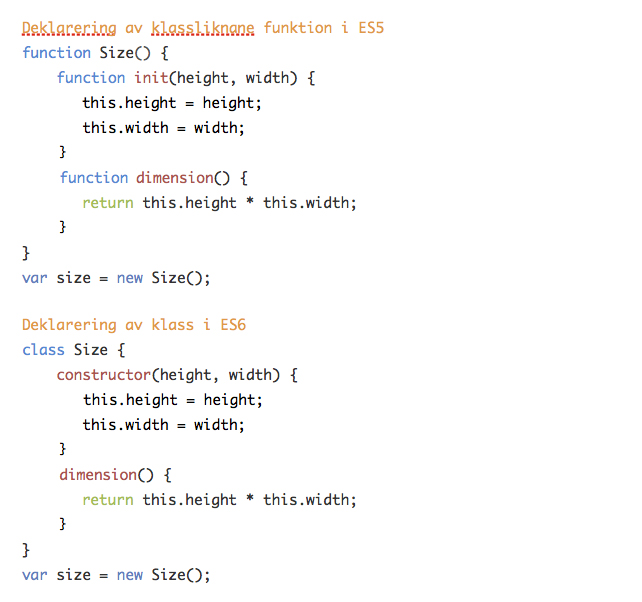 Deklarering av klassliknane funktion i ES5
function Size() {
function init(height, width) {
this.height = height;
this.width = width;
}
function dimension() {
return this.height * this.width;
}
}
var size = new Size();
Deklarering av klass i ES6
class Size {
constructor(height, width) {
this.height = height;
this.width = width;
}
dimension() {
return this.height * this.width;
}
}
var size = new Size();